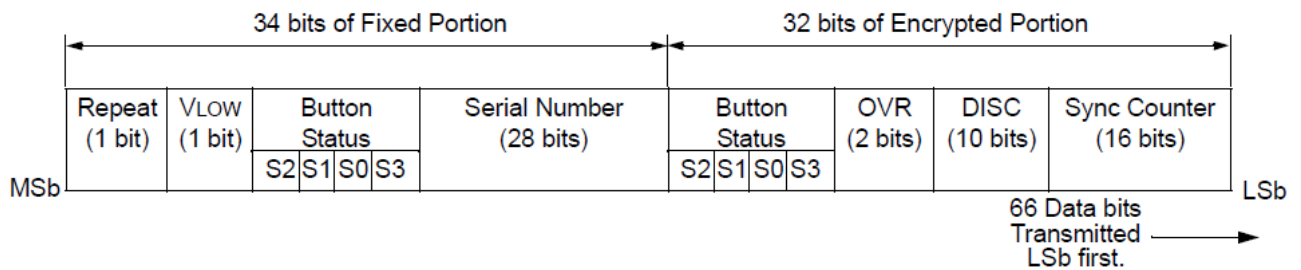 34 bits of Fixed Portion
32 bits of Encrypted Portion
Repeat
(1 bit)
VLOW
(1 bit)
Button
Status
S2 S1 S0 S3
Serial Number
(28 bits)
Button
Status
S2 S1 S0 S3
OVR
(2 bits)
DISC
(10 bits)
Sync Counter
(16 bits)
MSb
LSb
66 Data bits
Transmitted
LSb first.